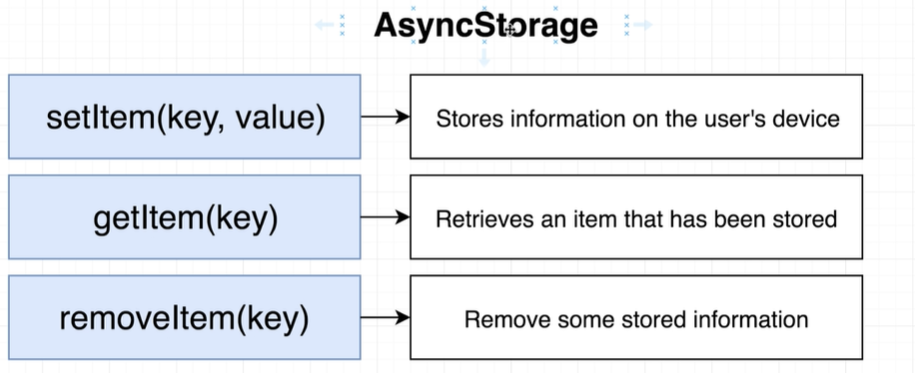 AsyncStorage
setItem(key, value)
Stores information on the user's device
getItem(key)
Retrieves an item that has been stored
removeItem(key)
Remove some stored information